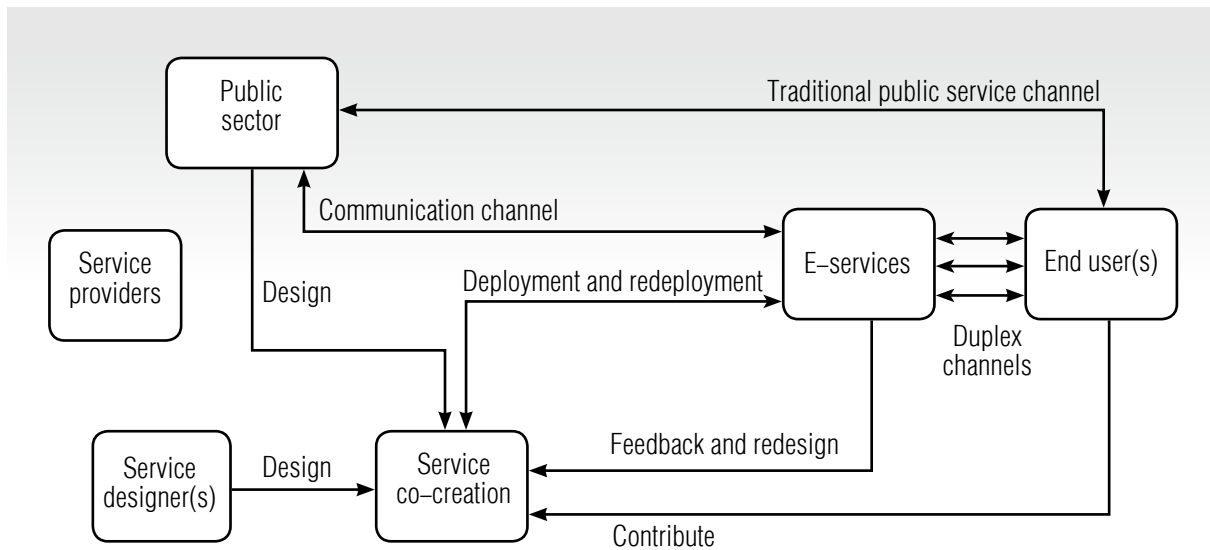 Public
sector
Traditional public service channel
Communication channel
Service
providers
Design
E–services
End user(s)
Deployment and redeployment
Duplex
channels
Service
designer(s)
Design
Service
co–creation
Feedback and redesign
Contribute